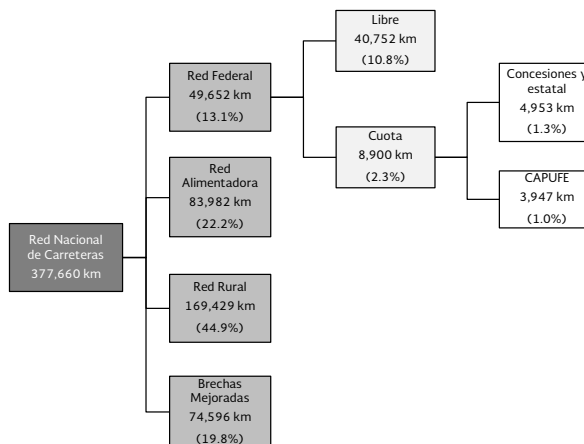 Libre
40,752 km
(10.8%)
Red Federal
49,652 km
(13.1%)
Concesiones y
estatal
4,953 km
(1.3%)
Cuota
8,900 km
(2.3%)
Red
Alimentadora
83,982 km
(22.2%)
CAPUFE
3,947 km
(1.0%)
Red Nacional
de Carreteras
377,660 km
Red Rural
169,429 km
(44.9%)
Brechas
Mejoradas
74,596 km
(19.8%)